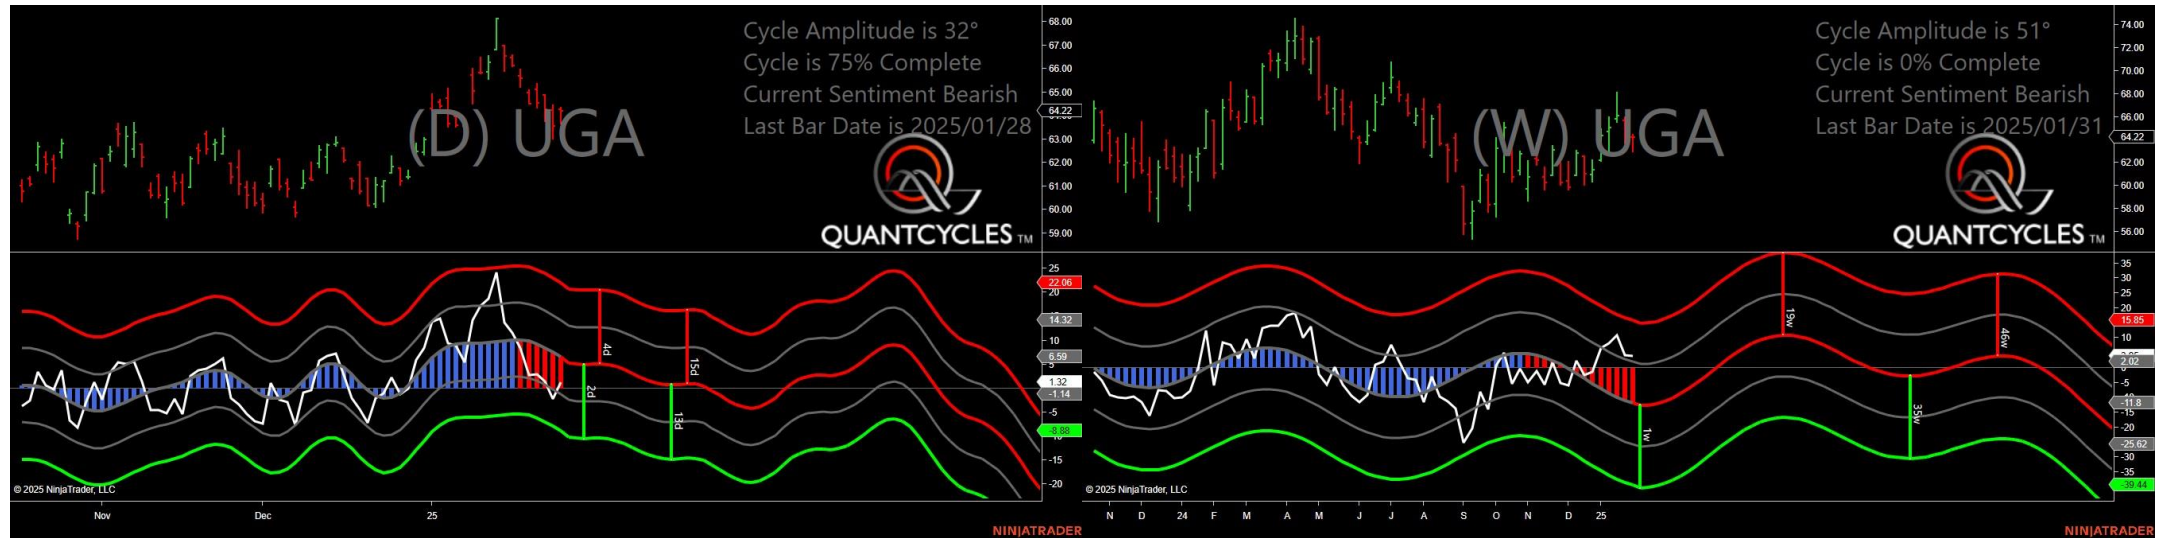 Cycle Amplitude is 32°
Cycle is 75% Complete
Current Sentiment Bearish
Last Bar Date is 2025/01/28
(D) UGA
QUANTCYCLES TM
68.00
67.00
66.00
65.00
64.22
63.00
62.00
61.00
60.00
59.00
25
22.06
20
14.32
10
6.59
5
1.32
-1.14
-5
-8.88
-15
-20
4d
15d
2d
13d
© 2025 NinjaTrader, LLC
Nov Dec 25
NINJATRADER
Cycle Amplitude is 51°
Cycle is 0% Complete
Current Sentiment Bearish
Last Bar Date is 2025/01/31
(W) UGA
QUANTCYCLES TM
74.00
72.00
70.00
68.00
66.00
64.22
62.00
60.00
58.00
56.00
35
30
25
20
15.85
10
2.02
-5
-11.8
-15
-20
-25.62
-30
-35
-39.44
19w
46w
1w
35w
© 2025 NinjaTrader, LLC
N D 24 F M A M J J A S O N D 25
NINJATRADER